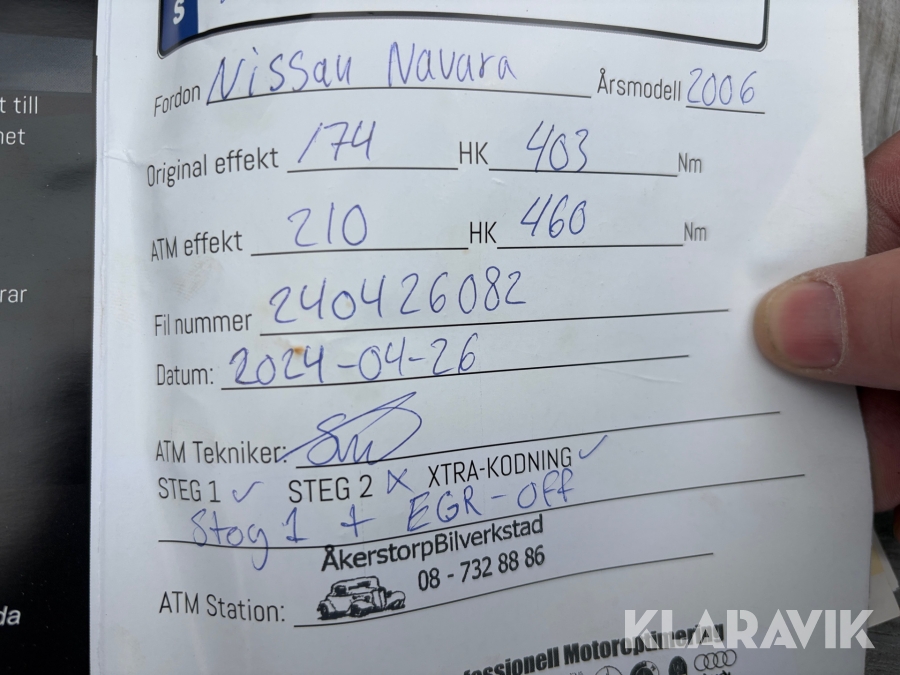 S
t till
net
rar
da
Fordon Nissan Navara Årsmodell 2006
Original effekt 174 HK 403 Nm
ATM effekt 210 HK 460 Nm
Fil nummer 240426082
Datum: 2024-04-26
ATM Tekniker:
STEG 1 ✓ STEG 2 × XTRA-KODNING ✓
Steg 1 + EGR-OFF
ÅkerstorpBilverkstad
08 - 732 88 86
ATM Station:
fessionell Motoroptimering
KLARAVIK